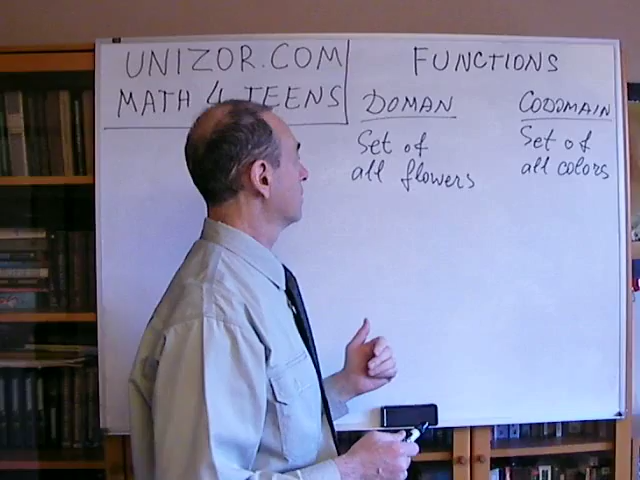 UNIZOR.COM
MATH 4 TEENS
FUNCTIONS
DOMAN
Set of
all flowers
CODOMAIN
Set of
all colors